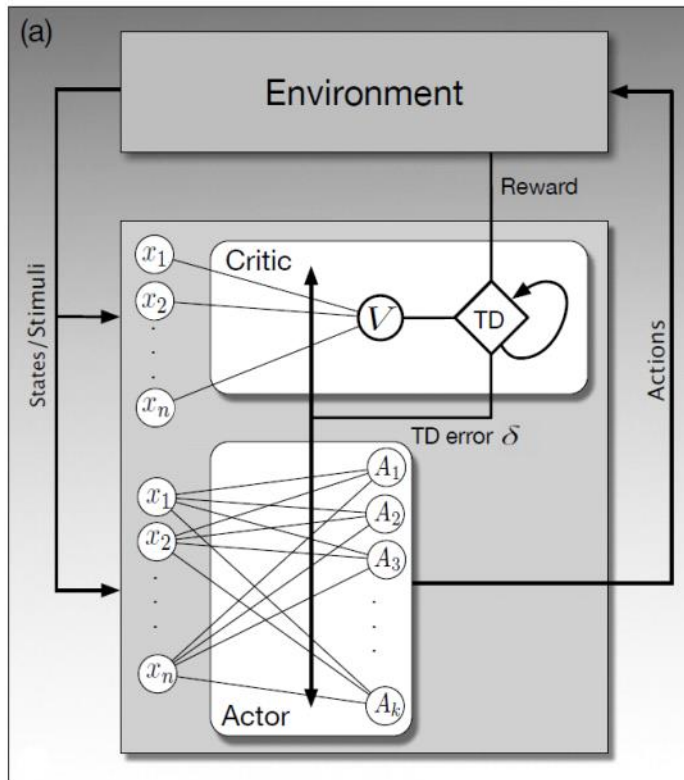 (a)
Environment
Reward
States/Stimuli
Actions
Critic
x₁
x₂
xₙ
V
TD
TD error δ
x₁
x₂
xₙ
A₁
A₂
A₃
Aₖ
Actor